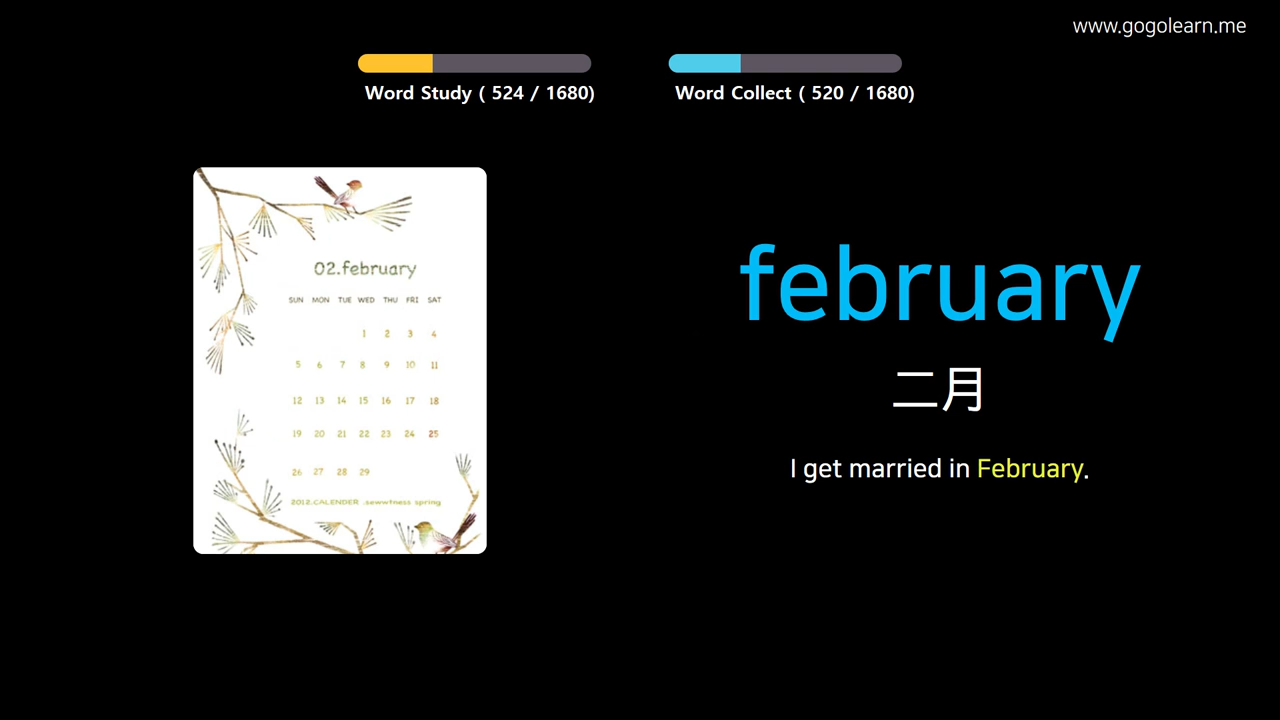 www.gogolearn.me
Word Study ( 524 / 1680)
Word Collect ( 520 / 1680)
02.february
SUN MON TUE WED THU FRI SAT
1 2 3 4
5 6 7 8 9 10 11
12 13 14 15 16 17 18
19 20 21 22 23 24 25
26 27 28 29
2012.CALENDER .sewwtness spring
february
二月
I get married in February.